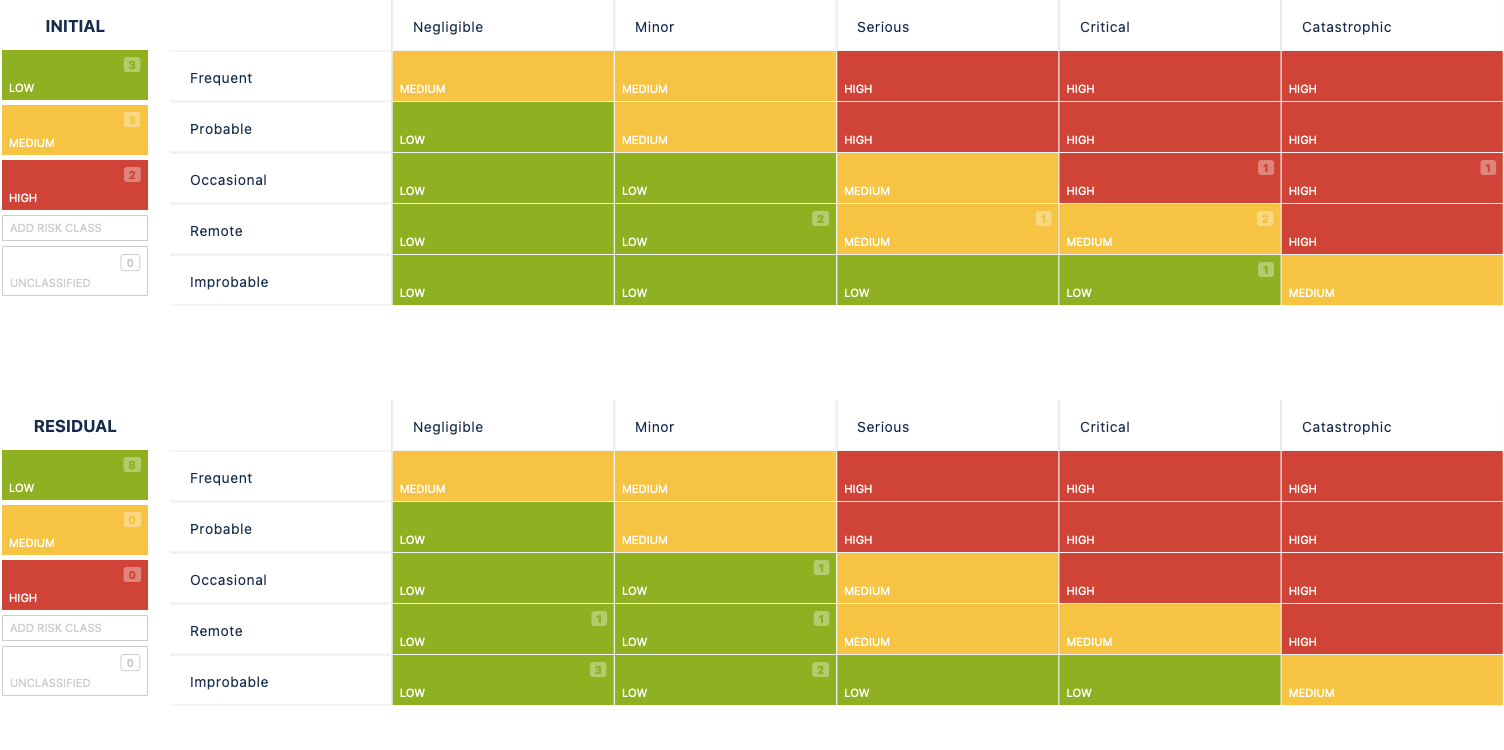 INITIAL Negligible Minor Serious Critical Catastrophic
3
LOW
3
MEDIUM
2
HIGH
ADD RISK CLASS
0
UNCLASSIFIED
Frequent
MEDIUM MEDIUM HIGH HIGH HIGH
Probable
LOW MEDIUM HIGH HIGH HIGH
Occasional 1 1
LOW LOW MEDIUM HIGH HIGH
Remote 2 1 2
LOW LOW MEDIUM MEDIUM HIGH
Improbable 1
LOW LOW LOW LOW MEDIUM
RESIDUAL Negligible Minor Serious Critical Catastrophic
8
LOW
0
MEDIUM
0
HIGH
ADD RISK CLASS
0
UNCLASSIFIED
Frequent
MEDIUM MEDIUM HIGH HIGH HIGH
Probable
LOW MEDIUM HIGH HIGH HIGH
Occasional 1
LOW LOW MEDIUM HIGH HIGH
Remote 1 1
LOW LOW MEDIUM MEDIUM HIGH
Improbable 3 2
LOW LOW LOW LOW MEDIUM